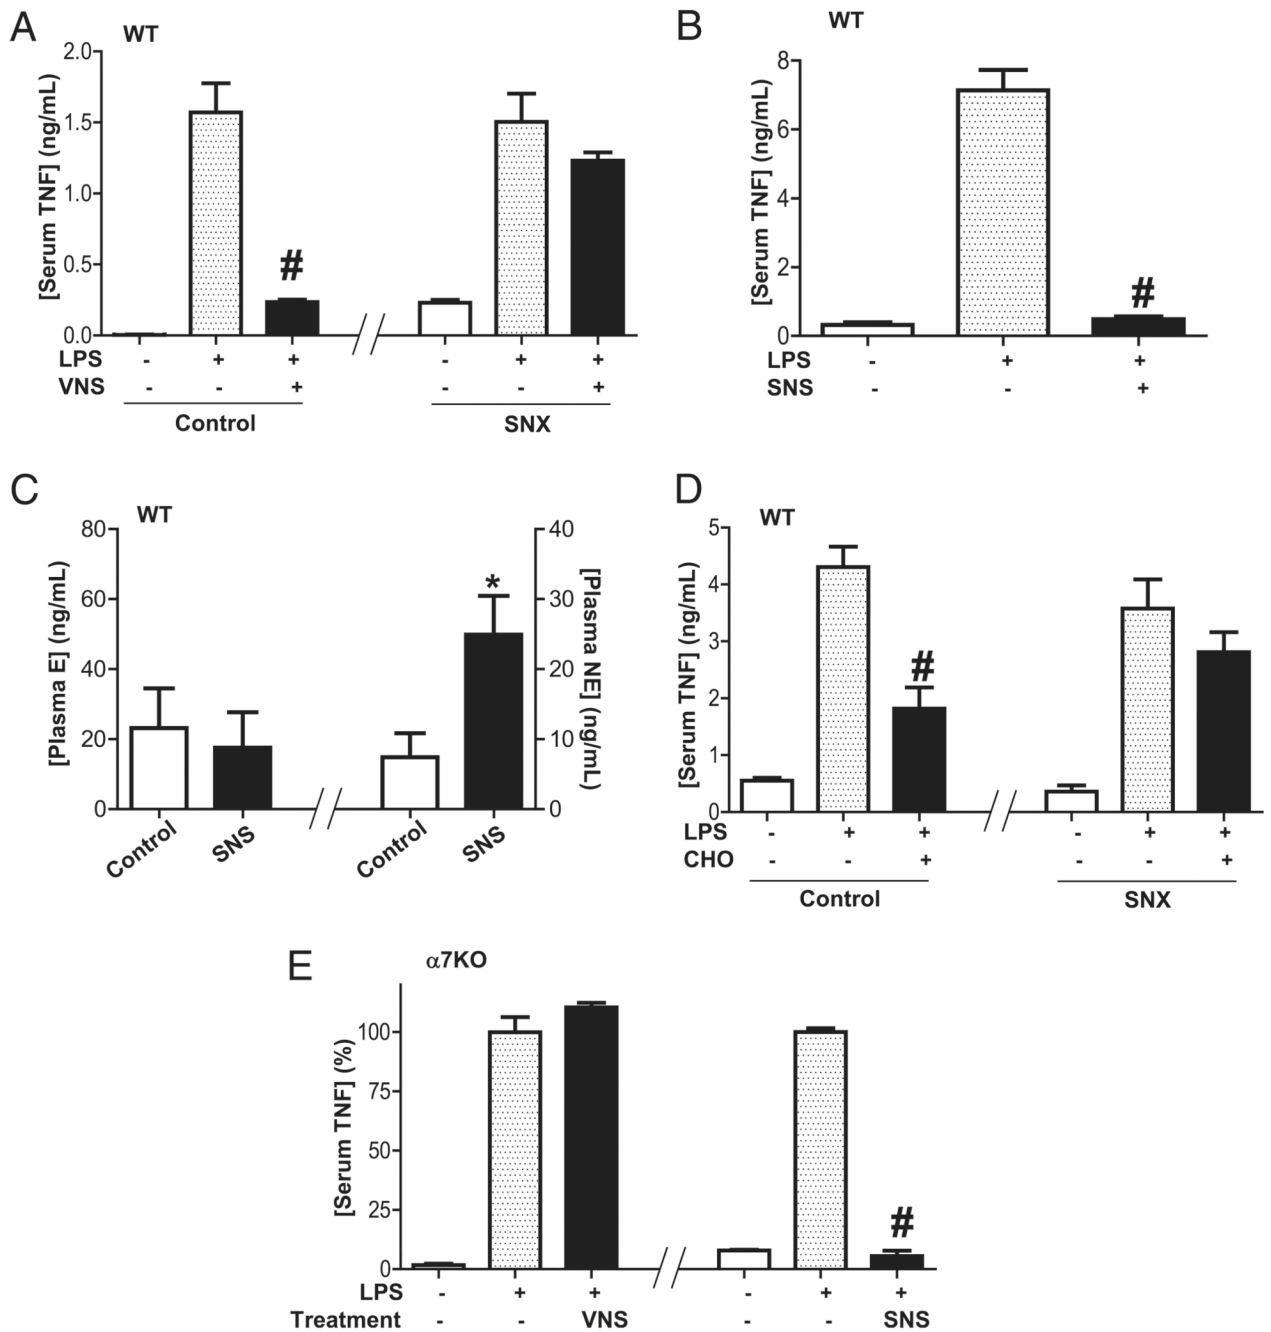 A
WT
[Serum TNF] (ng/mL)
2.0
1.5
1.0
0.5
0.0
#
LPS - + + - + +
VNS - - + - - +
Control SNX
B
WT
[Serum TNF] (ng/mL)
8
6
4
2
0
#
LPS - + +
SNS - - +
C
WT
[Plasma E] (ng/mL)
80
60
40
20
0
*
40
30
20
10
0
[Plasma NE] (ng/mL)
Control SNS Control SNS
D
WT
[Serum TNF] (ng/mL)
5
4
3
2
1
0
#
LPS - + + - + +
CHO - - + - - +
Control SNX
E
α7KO
[Serum TNF] (%)
100
75
50
25
0
#
LPS - + + - + +
Treatment - - VNS - - SNS